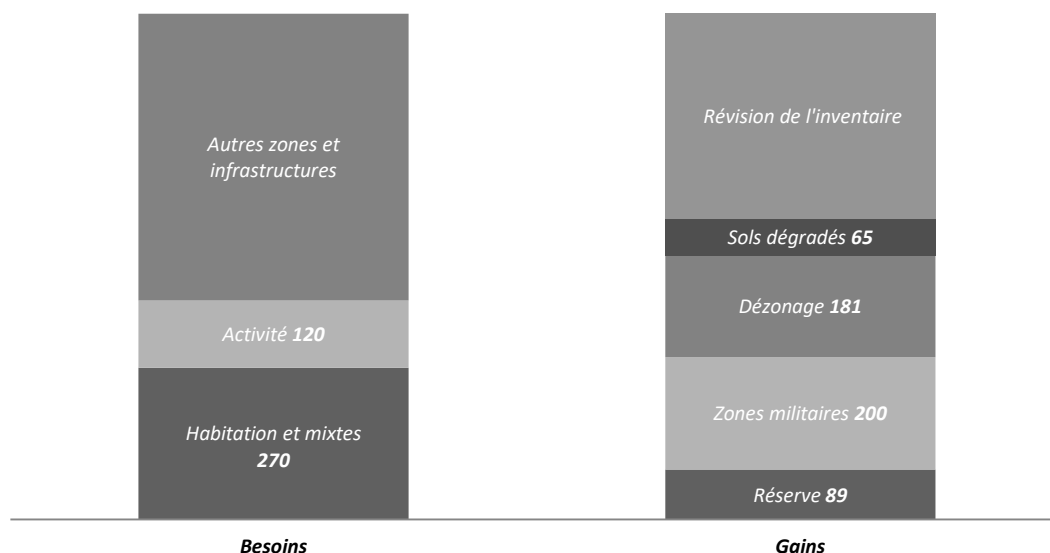 Autres zones et
infrastructures
Activité 120
Habitation et mixtes
270
Besoins
Révision de l'inventaire
Sols dégradés 65
Dézonage 181
Zones militaires 200
Réserve 89
Gains